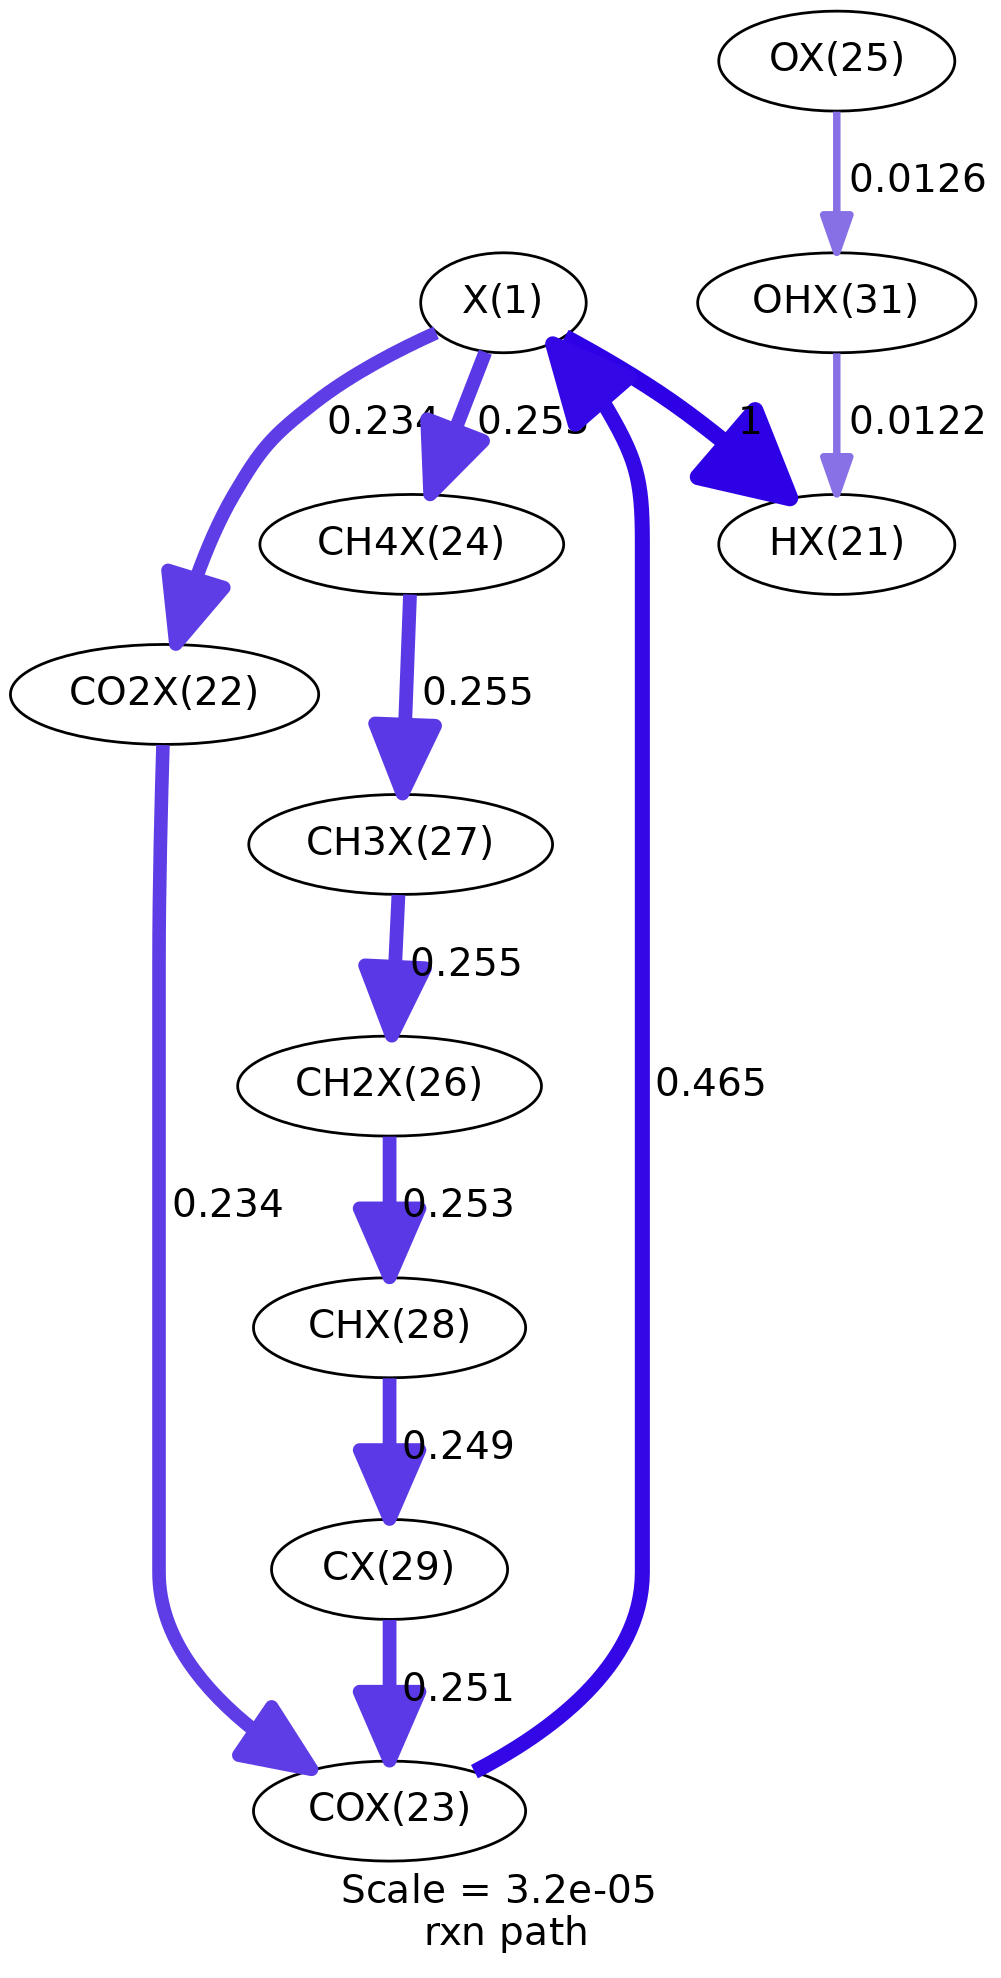 OX(25)
0.0126
X(1)
OHX(31)
0.234
1
0.0122
CH4X(24)
HX(21)
CO2X(22)
0.255
CH3X(27)
0.255
CH2X(26)
0.465
0.234
0.253
CHX(28)
0.249
CX(29)
0.251
COX(23)
Scale = 3.2e-05
rxn path